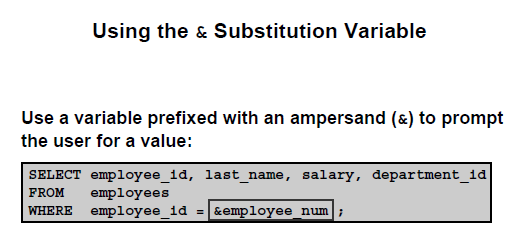 Using the & Substitution Variable
Use a variable prefixed with an ampersand (&) to prompt
the user for a value:
SELECT employee_id, last_name, salary, department_id
FROM employees
WHERE employee_id = &employee_num ;